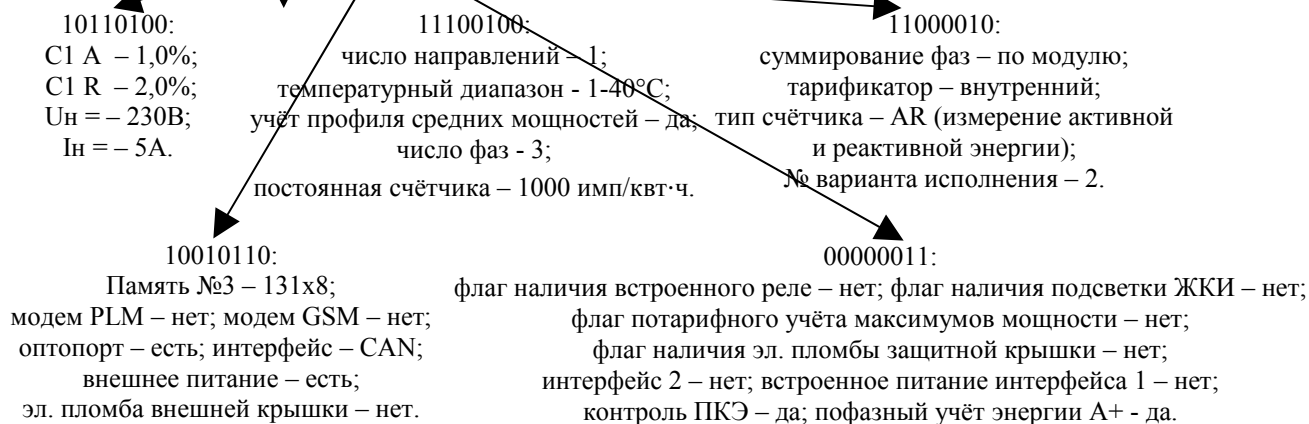 10110100:
С1 А – 1,0%;
С1 R – 2,0%;
Uн = – 230В;
Iн = – 5А.
11100100:
число направлений – 1;
температурный диапазон - 1-40°С;
учёт профиля средних мощностей – да;
число фаз - 3;
постоянная счётчика – 1000 имп/квт·ч.
11000010:
суммирование фаз – по модулю;
тарификатор – внутренний;
тип счётчика – AR (измерение активной
и реактивной энергии);
№ варианта исполнения – 2.
10010110:
Память №3 – 131х8;
модем PLM – нет; модем GSM – нет;
оптопорт – есть; интерфейс – CAN;
внешнее питание – есть;
эл. пломба внешней крышки – нет.
00000011:
флаг наличия встроенного реле – нет; флаг наличия подсветки ЖКИ – нет;
флаг потарифного учёта максимумов мощности – нет;
флаг наличия эл. пломбы защитной крышки – нет;
интерфейс 2 – нет; встроенное питание интерфейса 1 – нет;
контроль ПКЭ – да; пофазный учёт энергии А+ - да.